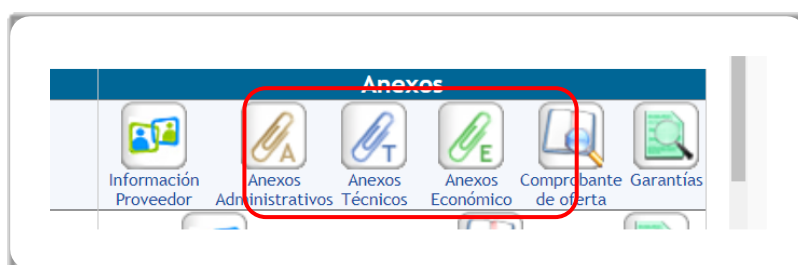 Anexos
A T E
Información Anexos Anexos Anexos Comprobante Garantías
Proveedor Administrativos Técnicos Económico de oferta